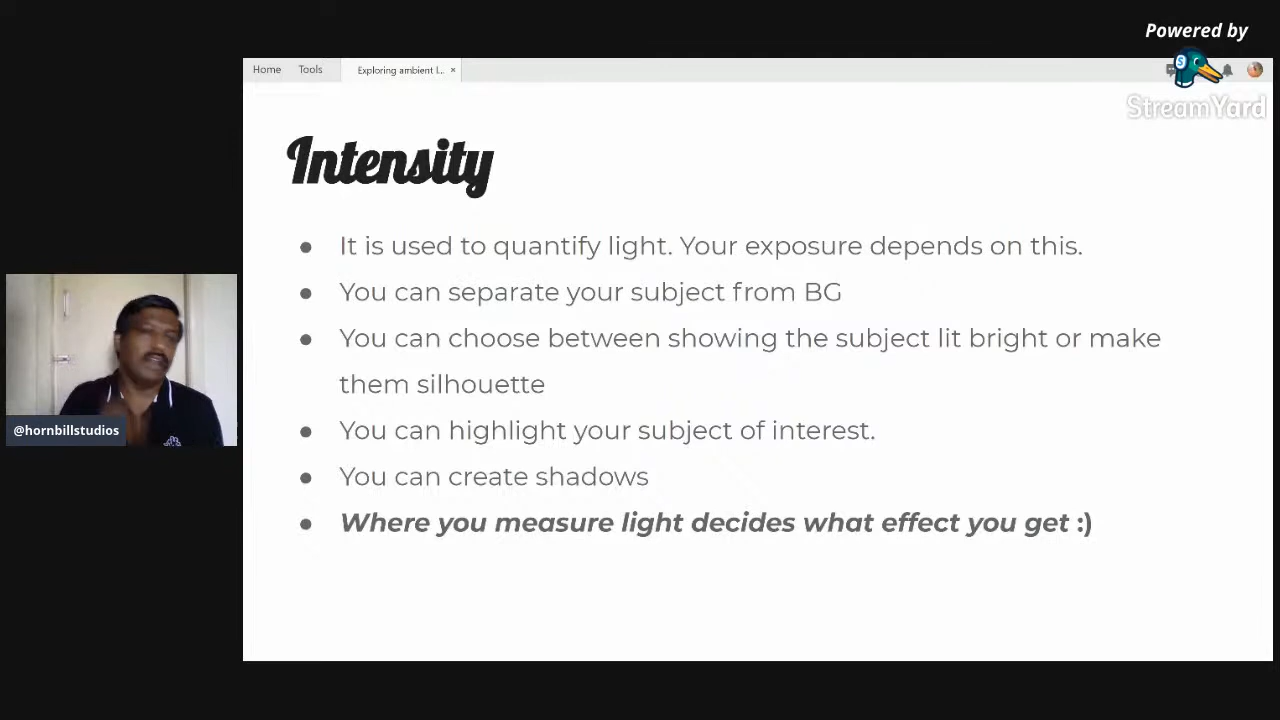 Powered by
StreamYard
Home Tools Exploring ambient l... ×
Intensity
● It is used to quantify light. Your exposure depends on this.
● You can separate your subject from BG
● You can choose between showing the subject lit bright or make
them silhouette
● You can highlight your subject of interest.
● You can create shadows
● Where you measure light decides what effect you get :)
@hornbillstudios